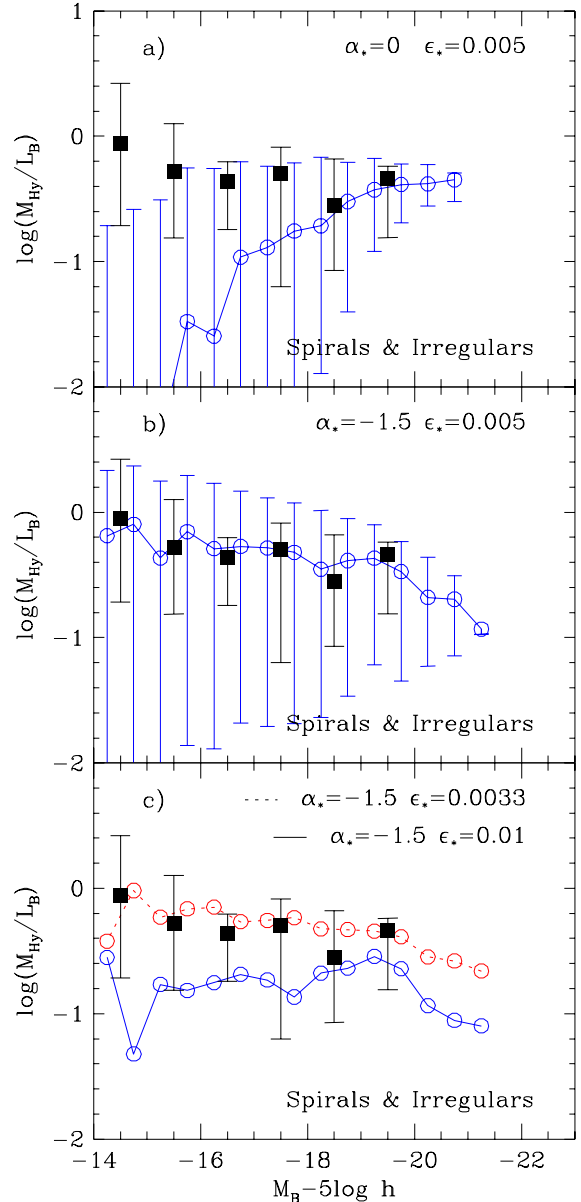 a) α*=0 ϵ*=0.005
1
0
-1
-2
log(M_Hy/L_B)
Spirals & Irregulars
b) α*=-1.5 ϵ*=0.005
0
-1
-2
log(M_Hy/L_B)
Spirals & Irregulars
c) α*=-1.5 ϵ*=0.0033
α*=-1.5 ϵ*=0.01
0
-1
-2
log(M_Hy/L_B)
Spirals & Irregulars
-14 -16 -18 -20 -22
M_B-5log h